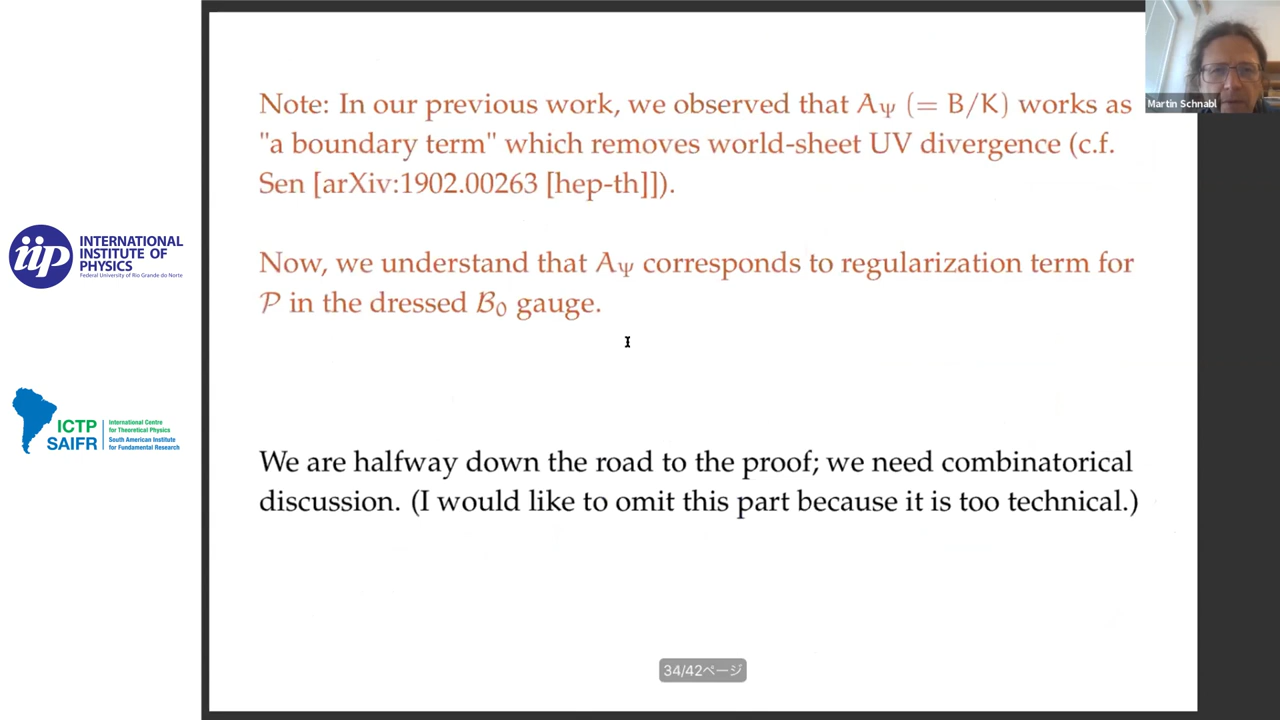 Note: In our previous work, we observed that A_Ψ (= B/K) works as
"a boundary term" which removes world-sheet UV divergence (c.f.
Sen [arXiv:1902.00263 [hep-th]]).
Now, we understand that A_Ψ corresponds to regularization term for
𝒫 in the dressed ℬ₀ gauge.
We are halfway down the road to the proof; we need combinatorical
discussion. (I would like to omit this part because it is too technical.)
34/42ページ
Martin Schnabl
iip
INTERNATIONAL
INSTITUTE OF
PHYSICS
Federal University of Rio Grande do Norte
ICTP
SAIFR
International Centre
for Theoretical Physics
South American Institute
for Fundamental Research